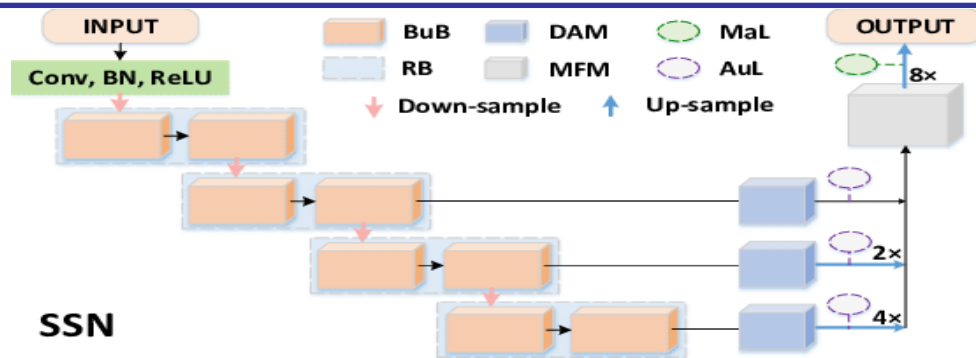 INPUT
BuB
DAM
MaL
OUTPUT
Conv, BN, ReLU
RB
MFM
AuL
8×
Down-sample
Up-sample
2×
SSN
4×